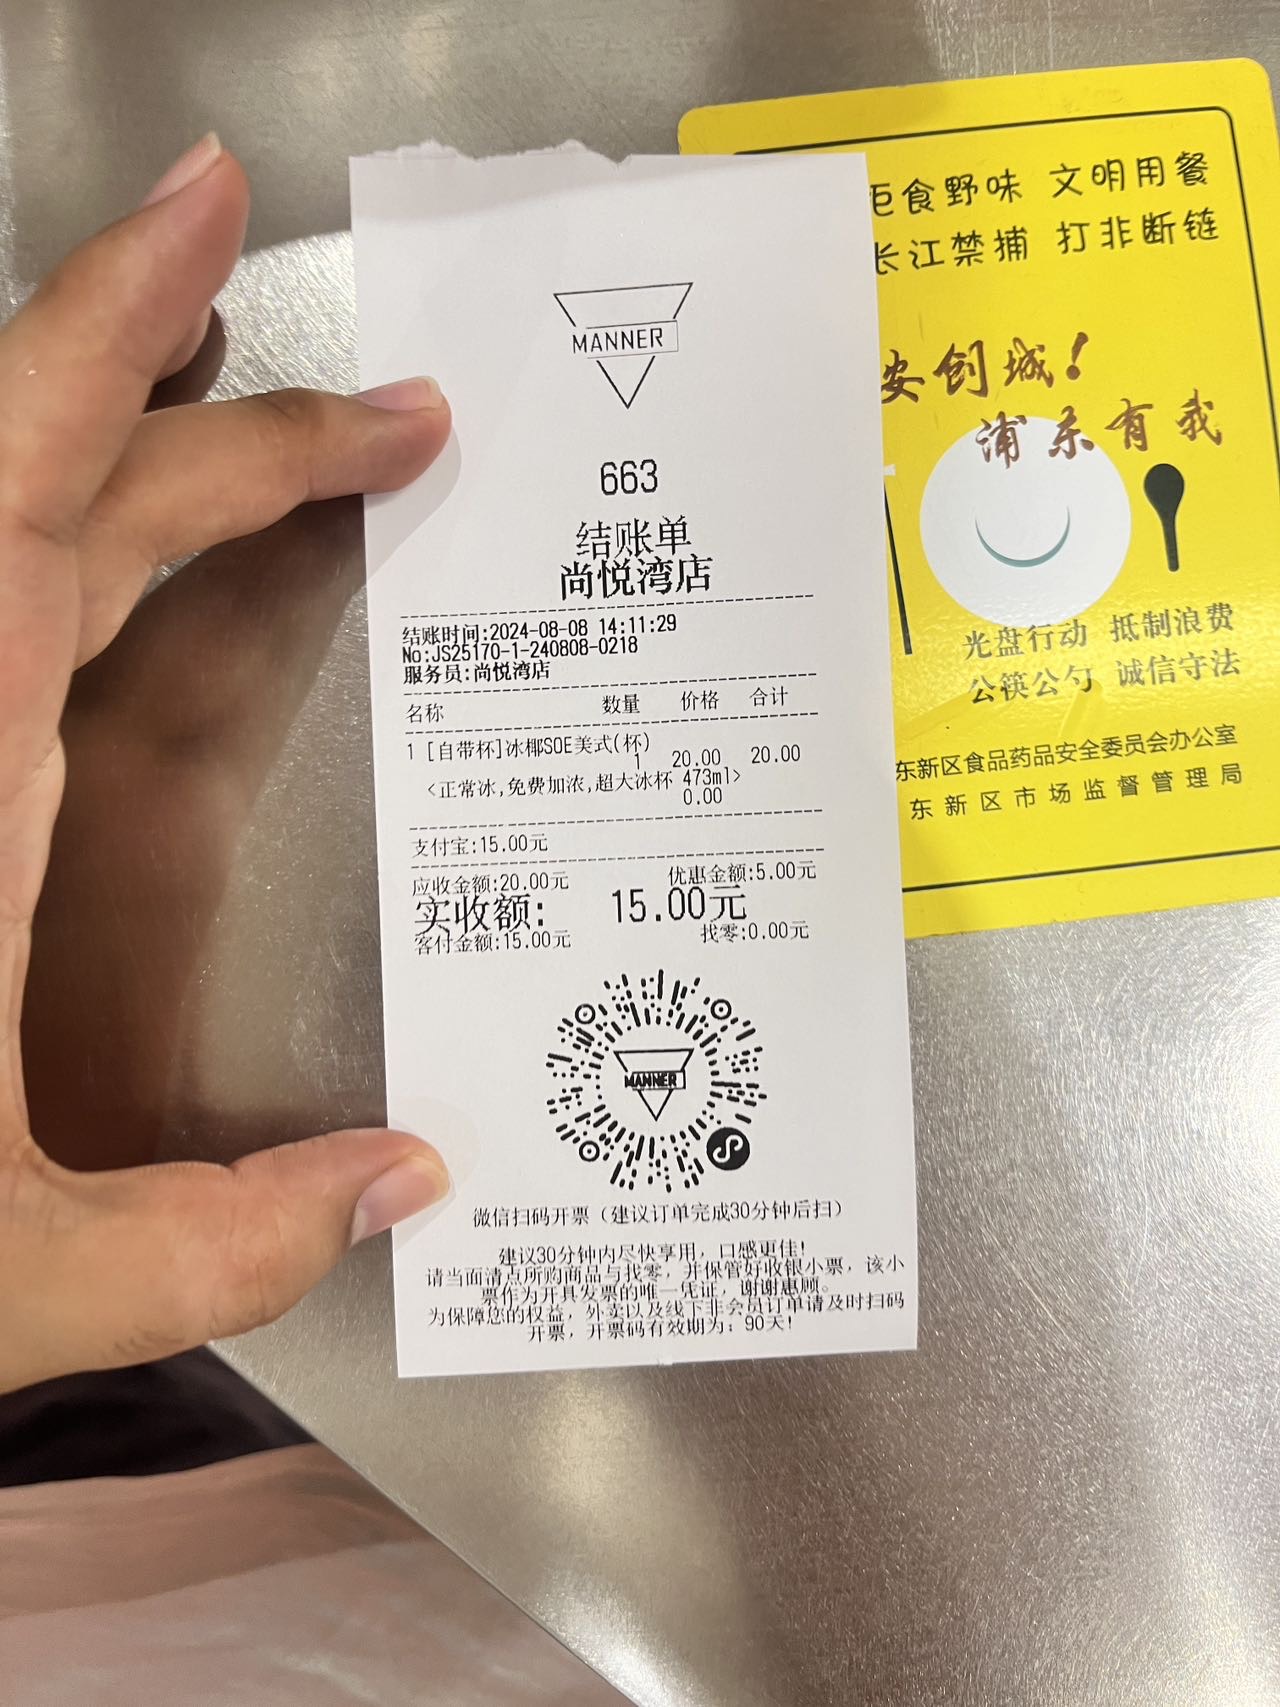 MANNER
663
结账单
尚悦湾店
结账时间:2024-08-08 14:11:29
No:JS25170-1-240808-0218
服务员:尚悦湾店
名称 数量 价格 合计
1 [自带杯]冰椰SOE美式(杯)
1 20.00 20.00
<正常冰,免费加浓,超大冰杯 473ml>
0.00
支付宝:15.00元
应收金额:20.00元 优惠金额:5.00元
实收额: 15.00元
客付金额:15.00元 找零:0.00元
MANNER
微信扫码开票（建议订单完成30分钟后扫）
建议30分钟内尽快享用，口感更佳!
请当面清点所购商品与找零，并保管好收银小票，该小
票作为开具发票的唯一凭证，谢谢惠顾。
为保障您的权益，外卖以及线下非会员订单请及时扫码
开票，开票码有效期为：90天!
食野味 文明用餐
长江禁捕 打非断链
安创城!
浦东有我
光盘行动 抵制浪费
公筷公勺 诚信守法
东新区食品药品安全委员会办公室
东新区市场监督管理局